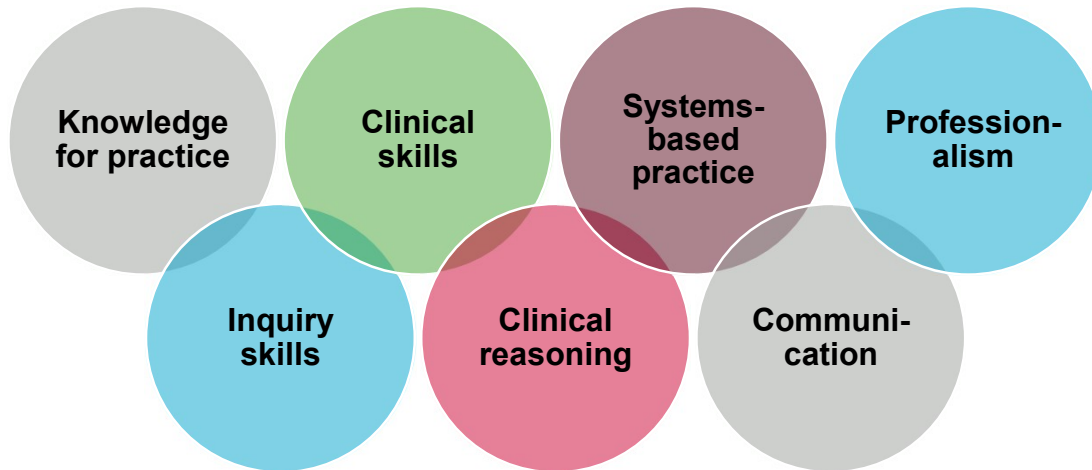 Knowledge
for practice
Clinical
skills
Systems-
based
practice
Profession-
alism
Inquiry
skills
Clinical
reasoning
Communi-
cation